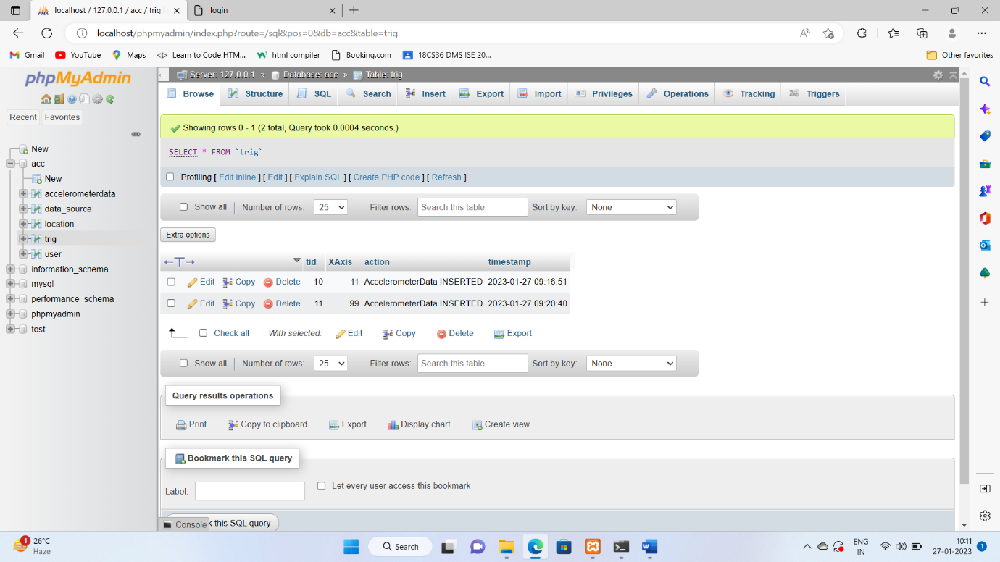 localhost / 127.0.0.1 / acc / trig |
login
localhost/phpmyadmin/index.php?route=/sql&pos=0&db=acc&table=trig
Gmail YouTube Maps Learn to Code HTM... html compiler Booking.com 18CS36 DMS ISE 20... Other favorites
phpMyAdmin
Recent Favorites
New
acc
New
accelerometerdata
data_source
location
trig
user
information_schema
mysql
performance_schema
phpmyadmin
test
Server: 127.0.0.1 » Database: acc » Table: trig
Browse Structure SQL Search Insert Export Import Privileges Operations Tracking Triggers
Showing rows 0 - 1 (2 total, Query took 0.0004 seconds.)
SELECT * FROM `trig`
Profiling [ Edit inline ] [ Edit ] [ Explain SQL ] [ Create PHP code ] [ Refresh ]
Show all | Number of rows: 25 Filter rows: Search this table Sort by key: None
Extra options
←T→ tid XAxis action timestamp
Edit Copy Delete 10 11 AccelerometerData INSERTED 2023-01-27 09:16:51
Edit Copy Delete 11 99 AccelerometerData INSERTED 2023-01-27 09:20:40
Check all With selected: Edit Copy Delete Export
Show all | Number of rows: 25 Filter rows: Search this table Sort by key: None
Query results operations
Print Copy to clipboard Export Display chart Create view
Bookmark this SQL query
Label: Let every user access this bookmark
Console this SQL query
1 26°C
Haze
Search
ENG
IN
10:11
27-01-2023
1